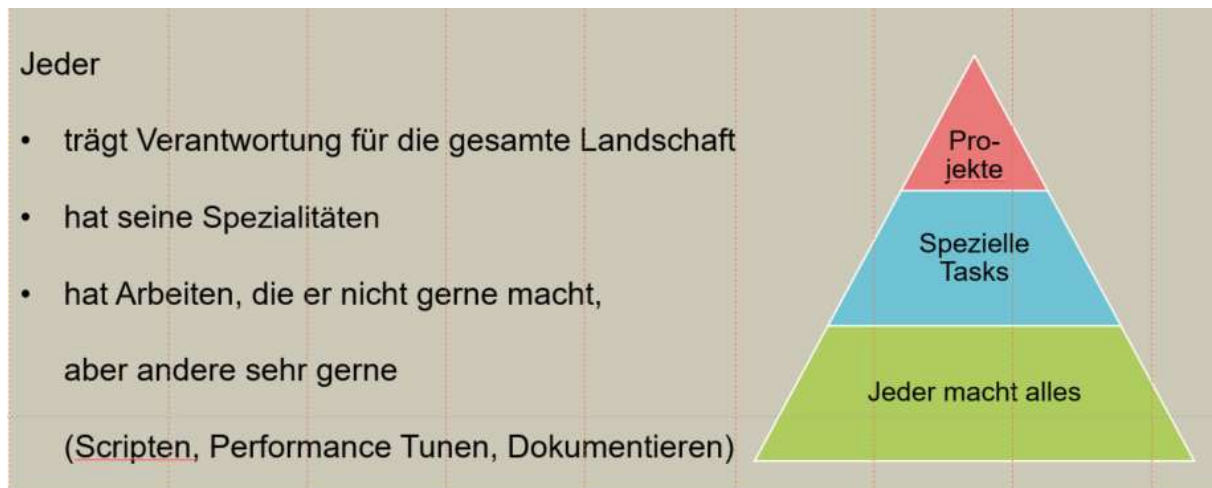 Jeder
• trägt Verantwortung für die gesamte Landschaft
• hat seine Spezialitäten
• hat Arbeiten, die er nicht gerne macht,
aber andere sehr gerne
(Scripten, Performance Tunen, Dokumentieren)
Pro-
jekte
Spezielle
Tasks
Jeder macht alles